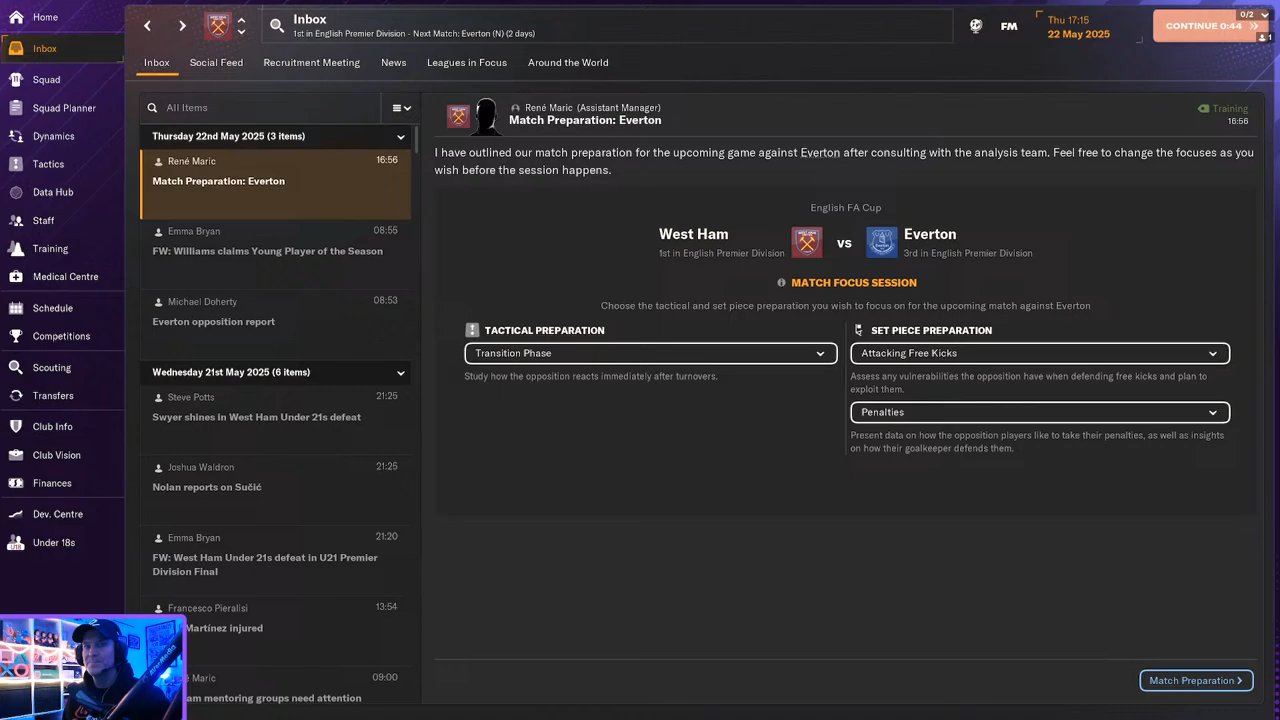 Home
Inbox
Squad
Squad Planner
Dynamics
Tactics
Data Hub
Staff
Training
Medical Centre
Schedule
Competitions
Scouting
Transfers
Club Info
Club Vision
Finances
Dev. Centre
Under 18s
Inbox
1st in English Premier Division - Next Match: Everton (N) (2 days)
FM
Thu 17:15
22 May 2025
CONTINUE 0:44
0/2
1
Inbox
Social Feed
Recruitment Meeting
News
Leagues in Focus
Around the World
All Items
Thursday 22nd May 2025 (3 items)
René Maric 16:56
Match Preparation: Everton
Emma Bryan 08:55
FW: Williams claims Young Player of the Season
Michael Doherty 08:53
Everton opposition report
Wednesday 21st May 2025 (6 items)
Steve Potts 21:25
Swyer shines in West Ham Under 21s defeat
Joshua Waldron 21:25
Nolan reports on Sučić
Emma Bryan 21:20
FW: West Ham Under 21s defeat in U21 Premier
Division Final
Francesco Pieralisi 13:54
Martínez injured
Maric 09:00
mentoring groups need attention
René Maric (Assistant Manager)
Match Preparation: Everton
Training
16:56
I have outlined our match preparation for the upcoming game against Everton after consulting with the analysis team. Feel free to change the focuses as you
wish before the session happens.
English FA Cup
West Ham
1st in English Premier Division
vs
Everton
3rd in English Premier Division
MATCH FOCUS SESSION
Choose the tactical and set piece preparation you wish to focus on for the upcoming match against Everton
TACTICAL PREPARATION
Transition Phase
Study how the opposition reacts immediately after turnovers.
SET PIECE PREPARATION
Attacking Free Kicks
Assess any vulnerabilities the opposition have when defending free kicks and plan to
exploit them.
Penalties
Present data on how the opposition players like to take their penalties, as well as insights
on how their goalkeeper defends them.
Match Preparation